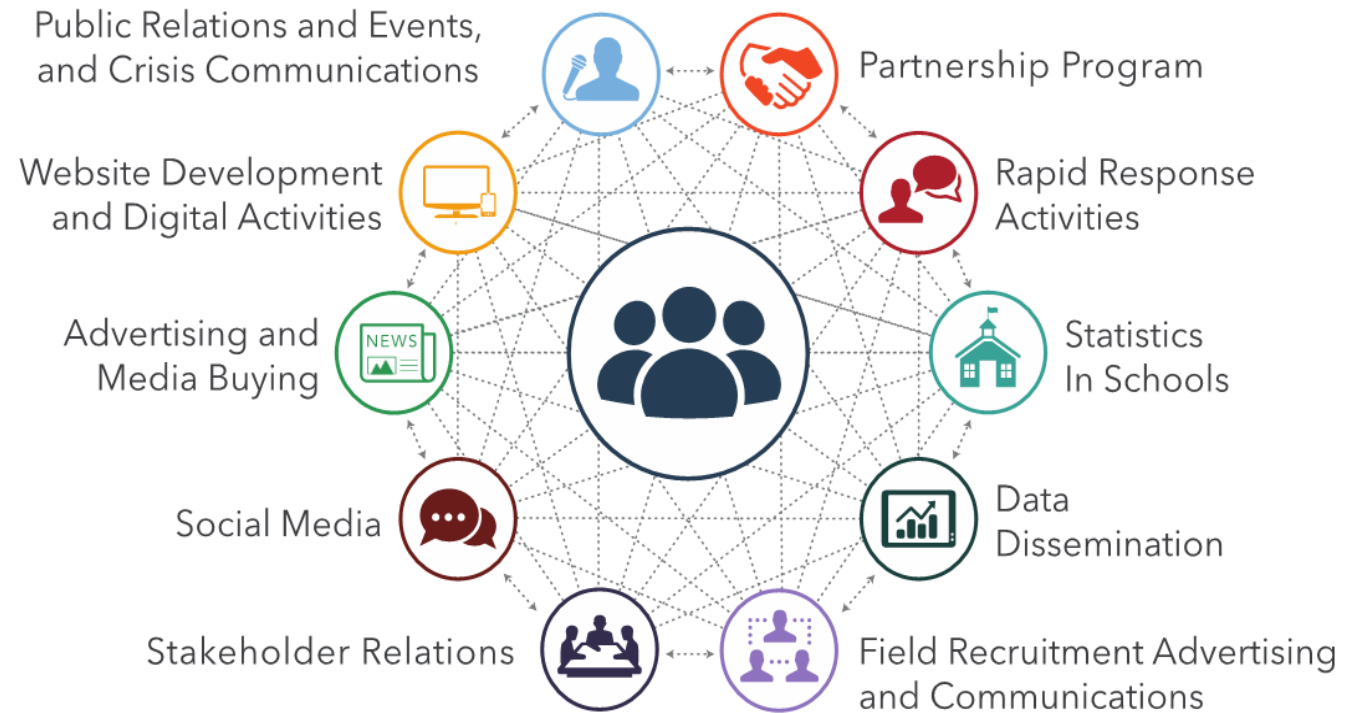 Public Relations and Events,
and Crisis Communications
Partnership Program
Website Development
and Digital Activities
Rapid Response
Activities
Advertising and
Media Buying
NEWS
Statistics
In Schools
Social Media
Data
Dissemination
Stakeholder Relations
Field Recruitment Advertising
and Communications